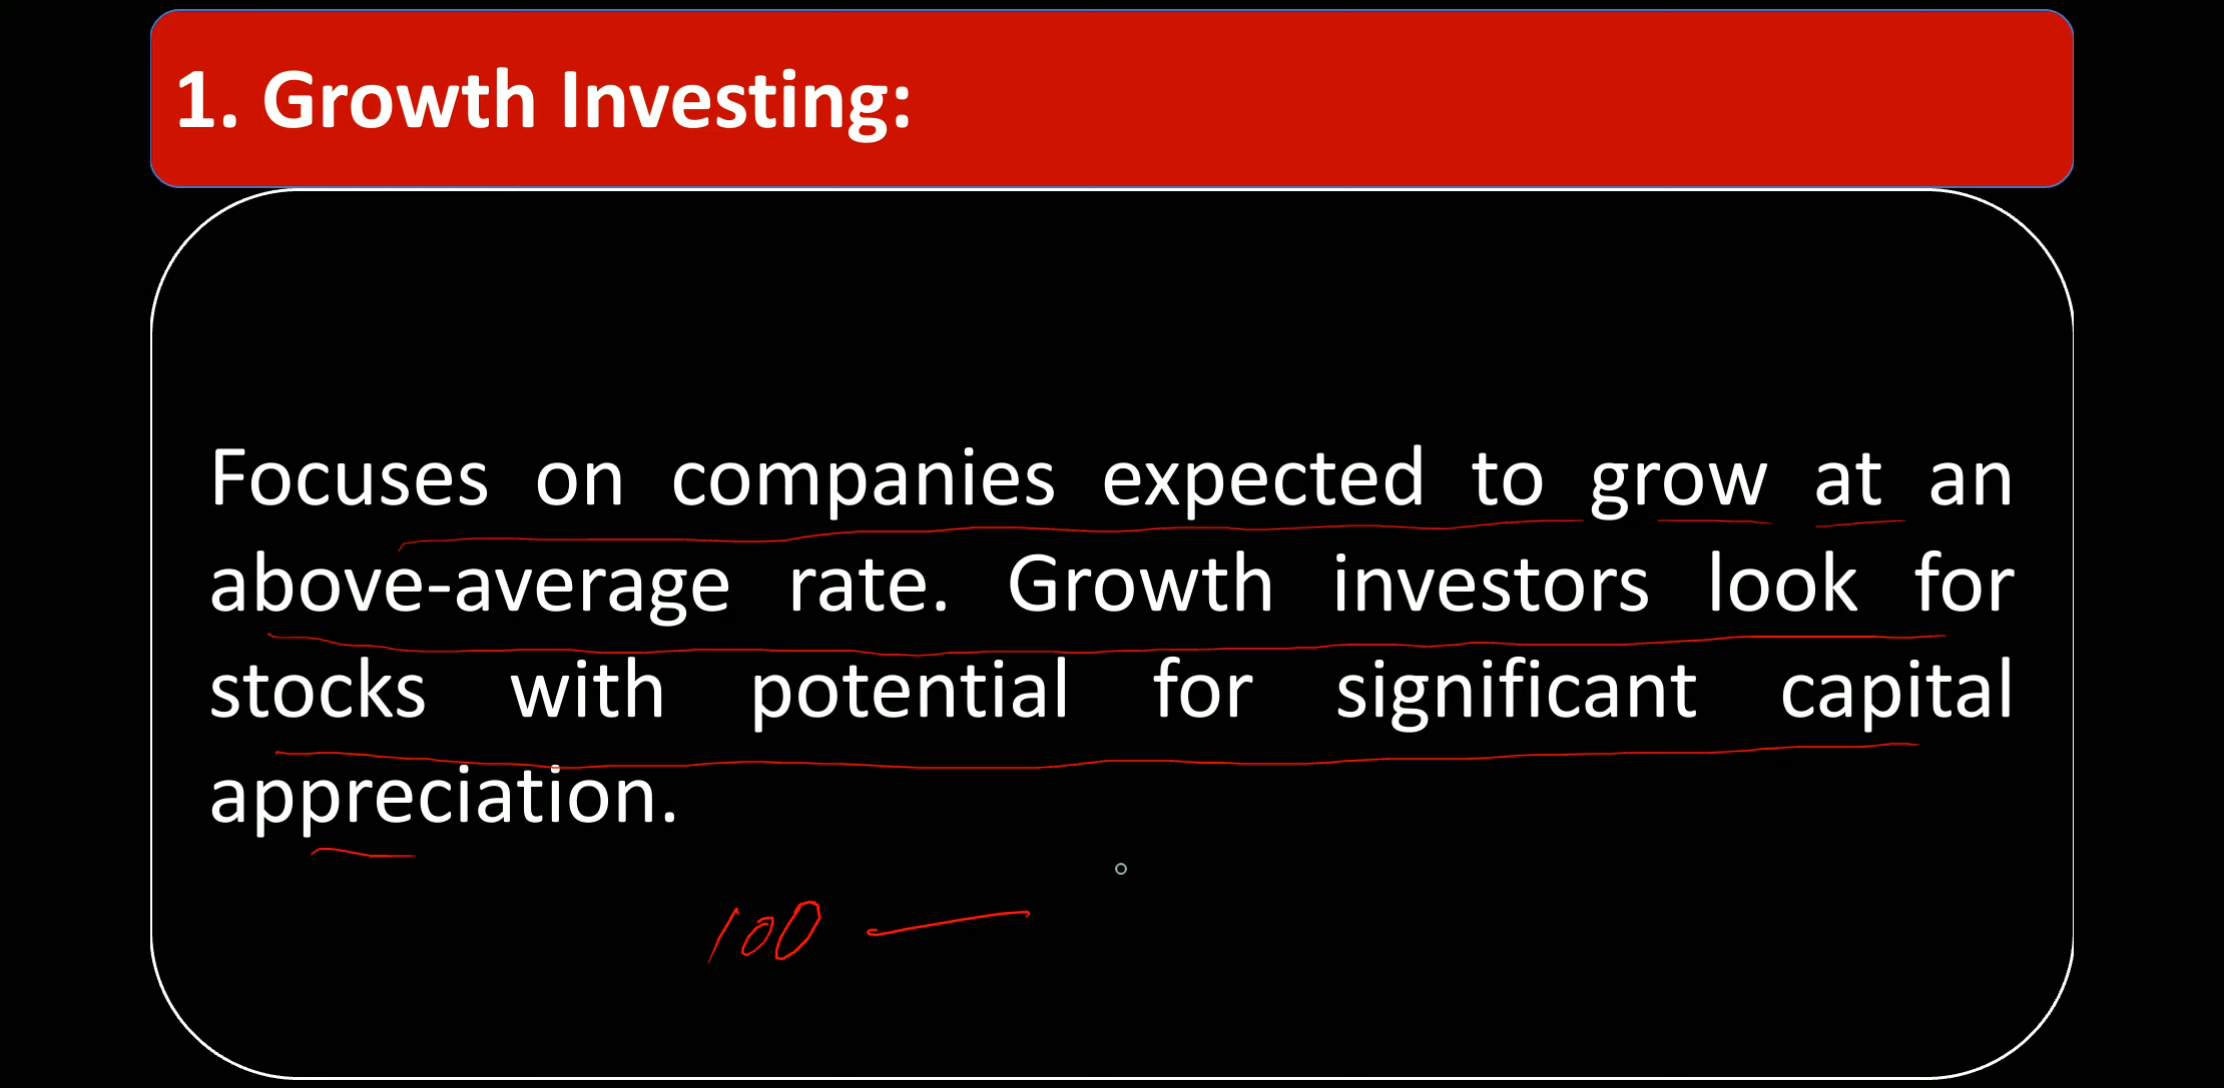 1. Growth Investing:
Focuses on companies expected to grow at an
above-average rate. Growth investors look for
stocks with potential for significant capital
appreciation.
100 —